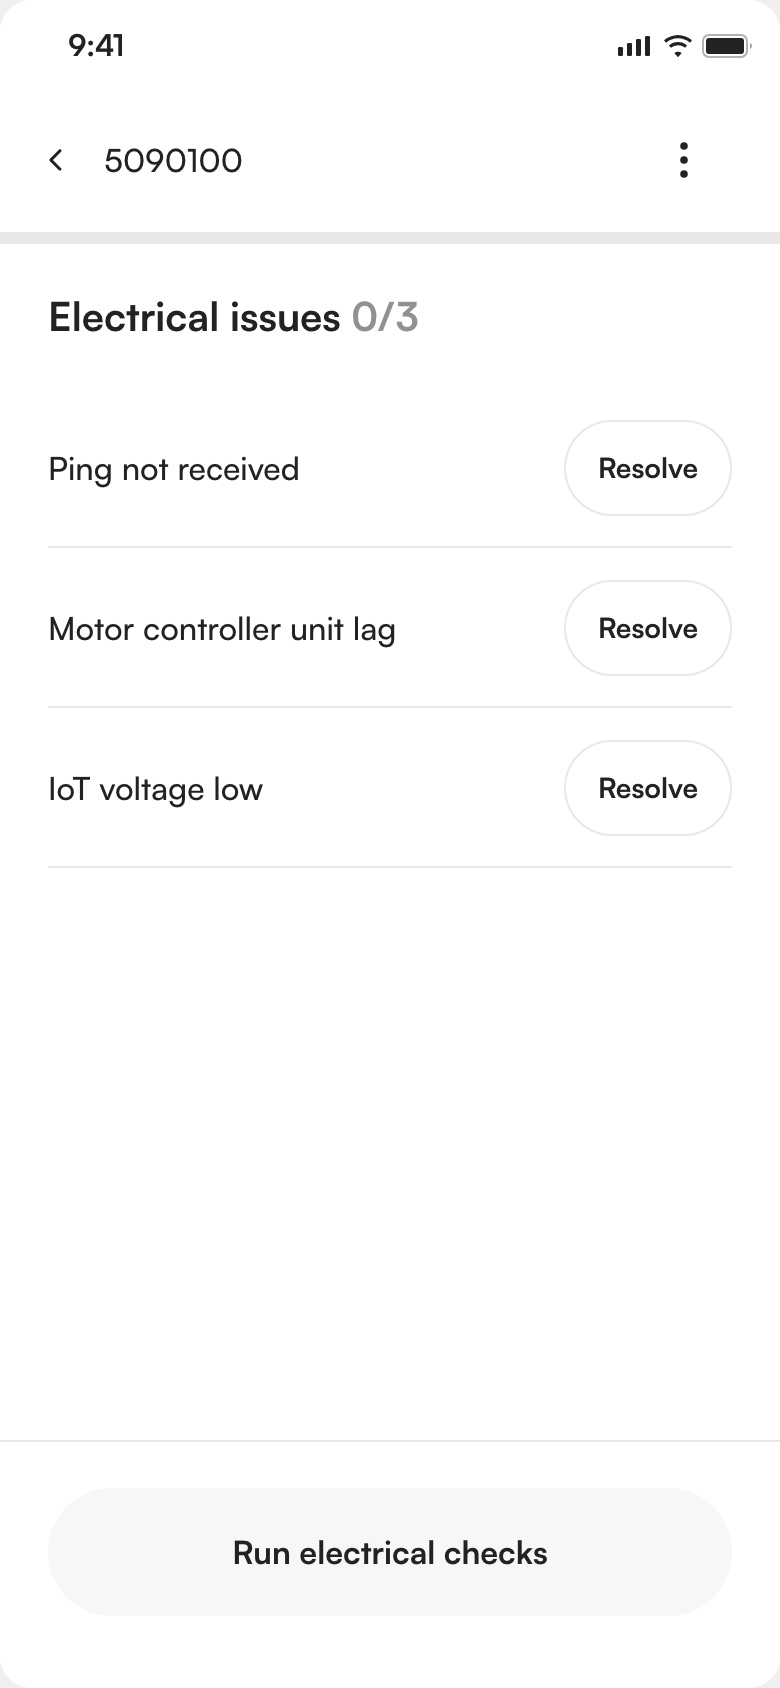 9:41
5090100
Electrical issues 0/3
Ping not received
Resolve
Motor controller unit lag
Resolve
IoT voltage low
Resolve
Run electrical checks